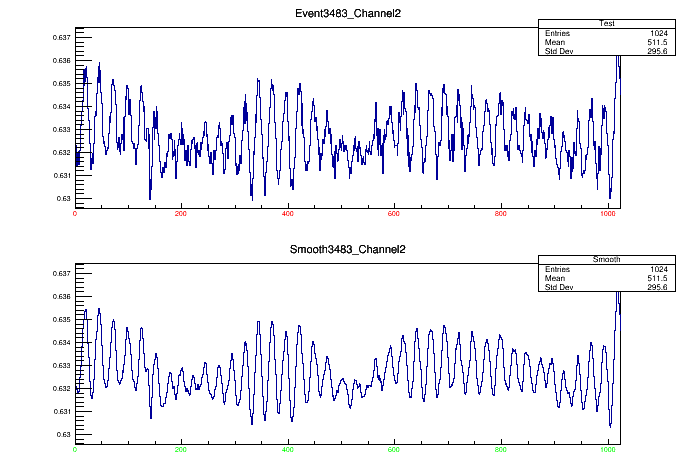 Event3483_Channel2
Test
Entries 1024
Mean 511.5
Std Dev 295.6
0.637
0.636
0.635
0.634
0.633
0.632
0.631
0.63
0 200 400 600 800 1000
Smooth3483_Channel2
Smooth
Entries 1024
Mean 511.5
Std Dev 295.6
0.637
0.636
0.635
0.634
0.633
0.632
0.631
0.63
0 200 400 600 800 1000